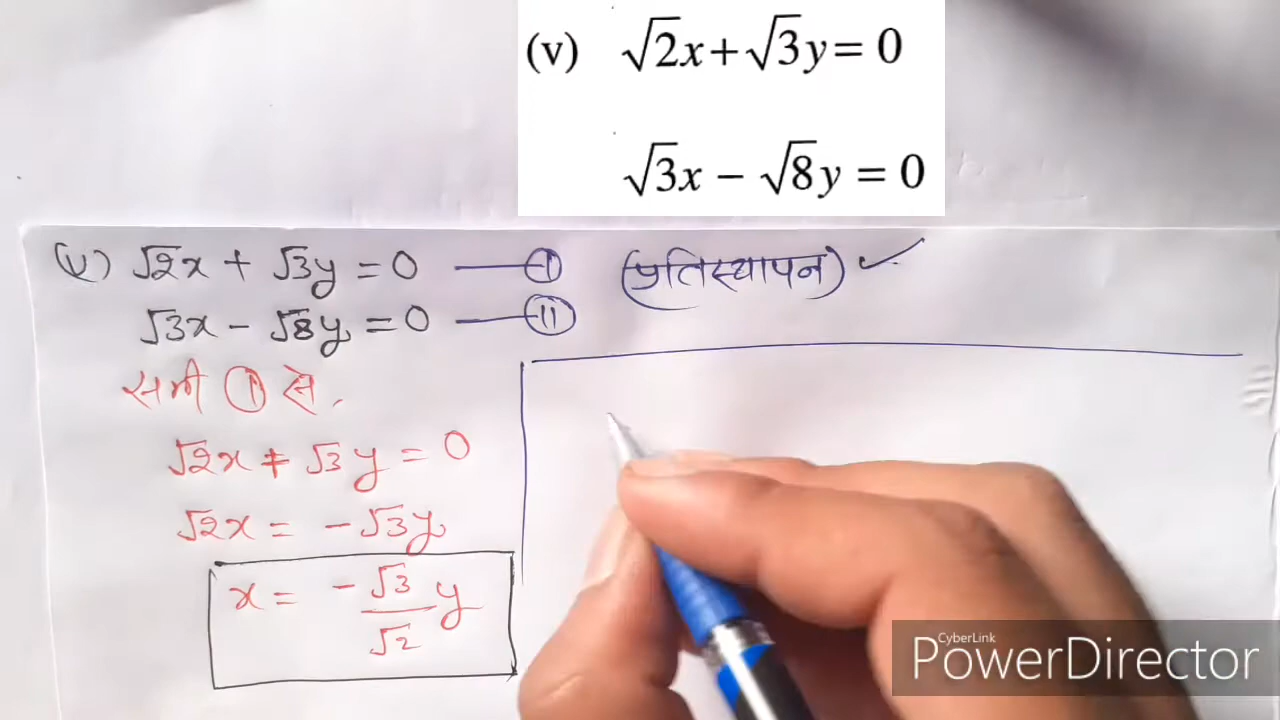 (v) √2x+√3y= 0
√3x − √8y = 0
(v) √2x + √3y = 0 —— (I) (प्रतिस्थापन) ✓
√3x − √8y = 0 —— (II)
समी (I) से,
√2x + √3y = 0
√2x = −√3y
x = −√3/√2 y
CyberLink
PowerDirector